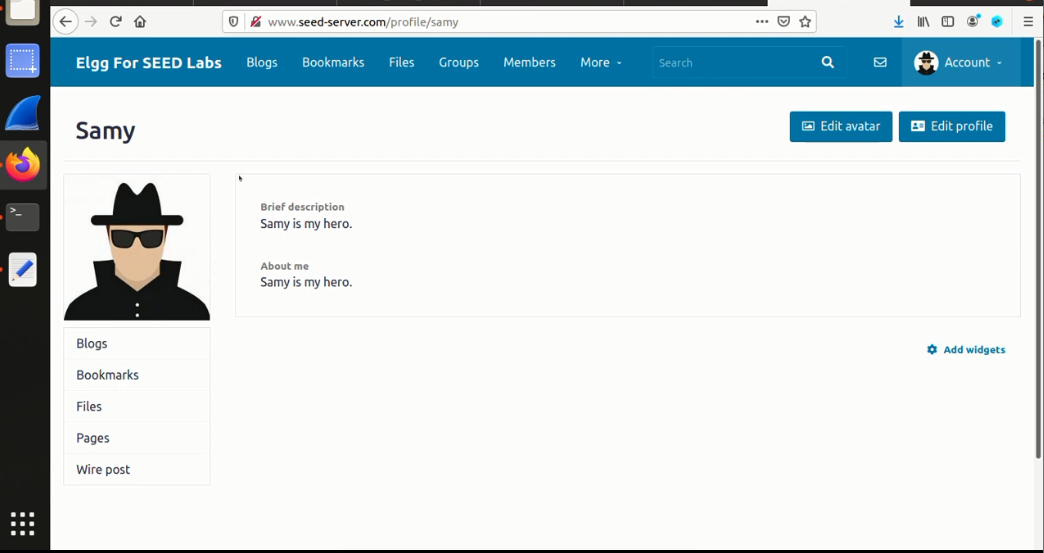 www.seed-server.com/profile/samy
Elgg For SEED Labs Blogs Bookmarks Files Groups Members More Search Account
Samy
Edit avatar Edit profile
Brief description
Samy is my hero.
About me
Samy is my hero.
Blogs
Bookmarks
Files
Pages
Wire post
Add widgets